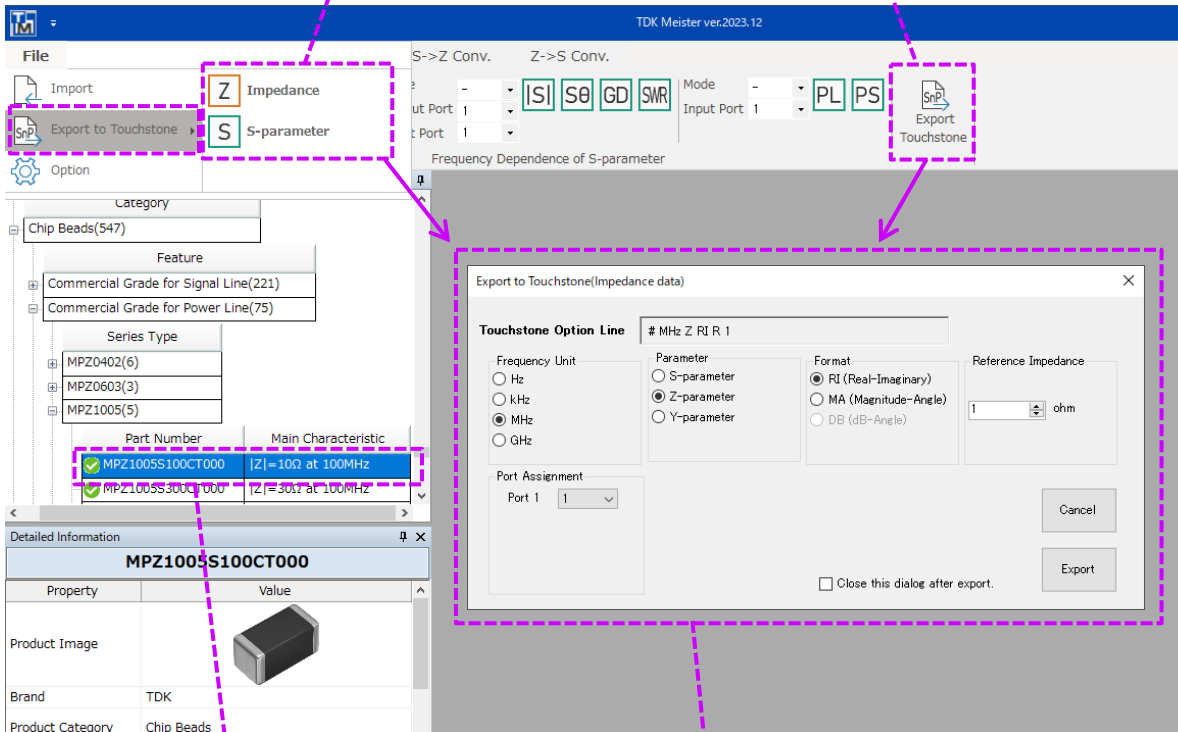 TDK Meister ver.2023.12
File
S->Z Conv.
Z->S Conv.
Import
Z Impedance
Export to Touchstone
S S-parameter
Option
-
ut Port 1
Port 1
|S| Sθ GD SWR
Mode -
Input Port 1
PL PS
SnP
Export
Touchstone
Frequency Dependence of S-parameter
Category
Chip Beads(547)
Feature
Commercial Grade for Signal Line(221)
Commercial Grade for Power Line(75)
Series Type
MPZ0402(6)
MPZ0603(3)
MPZ1005(5)
Part Number Main Characteristic
MPZ1005S100CT000 |Z|=10Ω at 100MHz
MPZ1005S300CT000 |Z|=30Ω at 100MHz
Detailed Information
MPZ1005S100CT000
Property Value
Product Image
Brand TDK
Product Category Chip Beads
Export to Touchstone(Impedance data)
Touchstone Option Line # MHz Z RI R 1
Frequency Unit
Hz
kHz
MHz
GHz
Parameter
S-parameter
Z-parameter
Y-parameter
Format
RI (Real-Imaginary)
MA (Magnitude-Angle)
DB (dB-Angle)
Reference Impedance
1 ohm
Port Assignment
Port 1 1
Cancel
Export
Close this dialog after export.